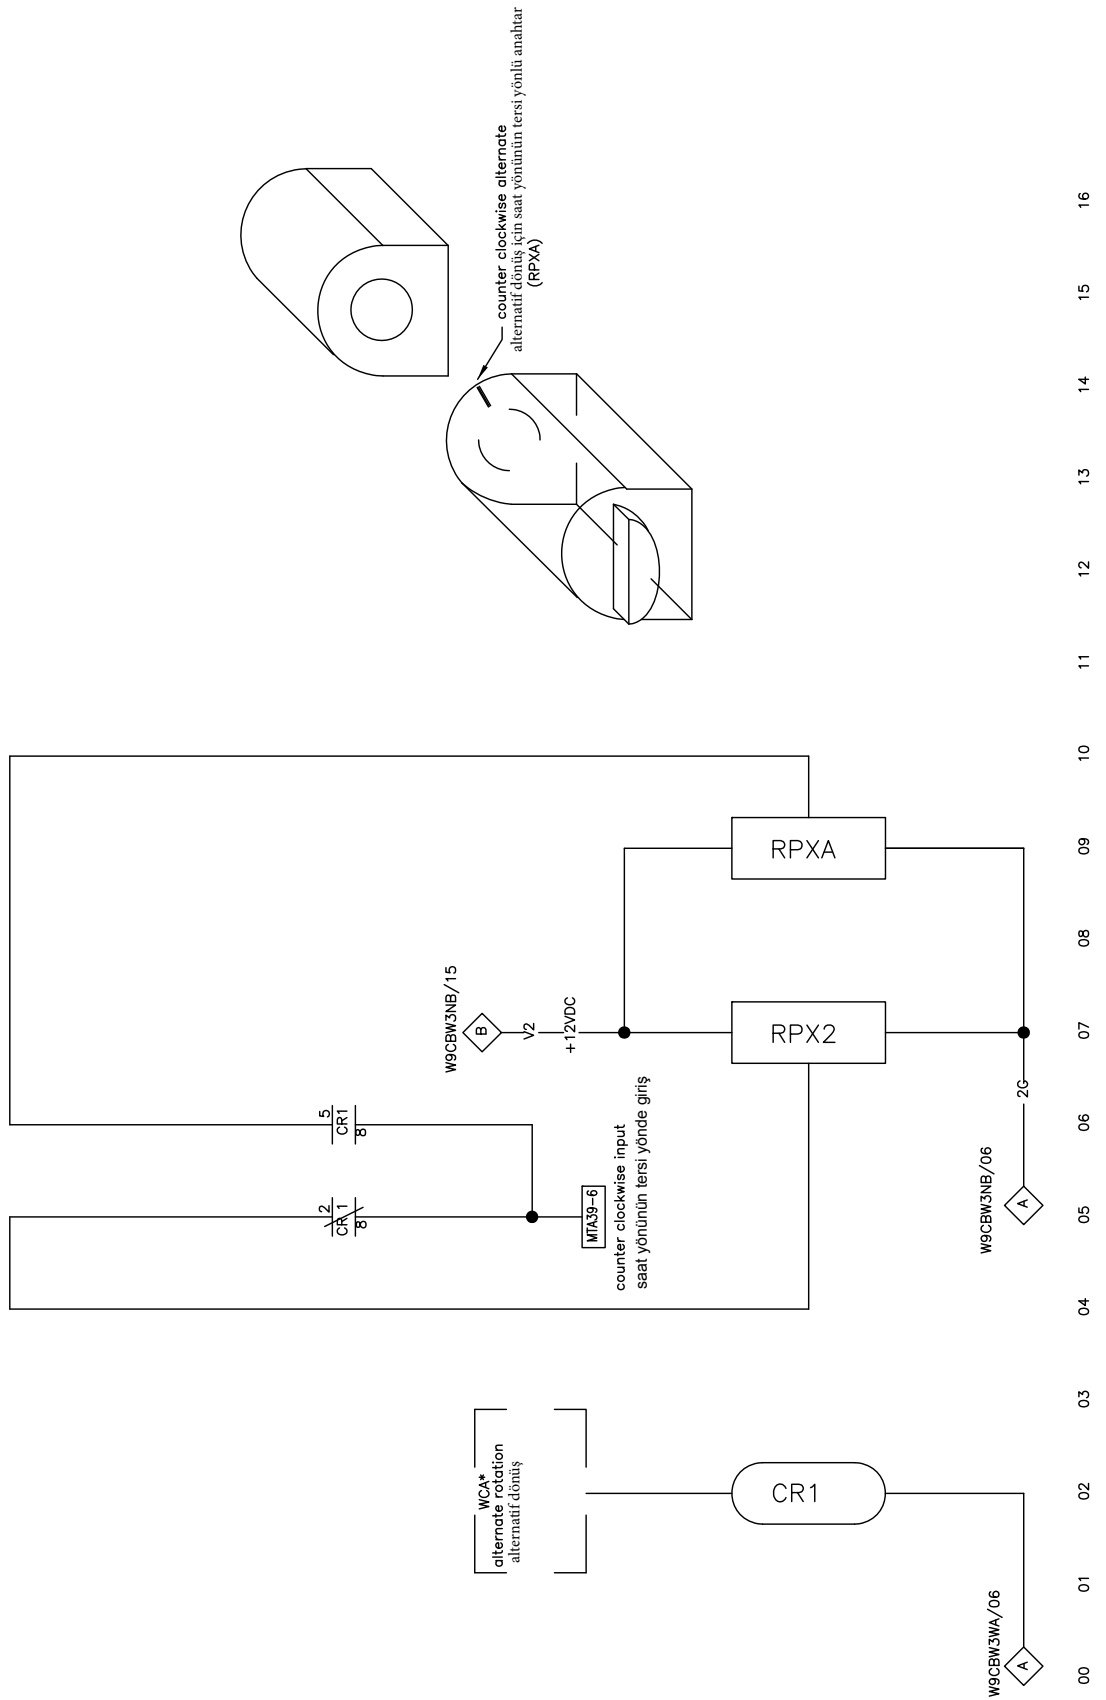 counter clockwise alternate
alternatif dönüş için saat yönünün tersi yönlü anahtar
(RPXA)
W9CBW3NB/15
B
V2
+12VDC
RPXA
RPX2
5
CR1
8
2
CR1
8
MTA39-6
counter clockwise input
saat yönünün tersi yönde giriş
2G
W9CBW3NB/06
A
WCA*
alternate rotation
alternatif dönüş
CR1
W9CBW3WA/06
A
00
01
02
03
04
05
06
07
08
09
10
11
12
13
14
15
16